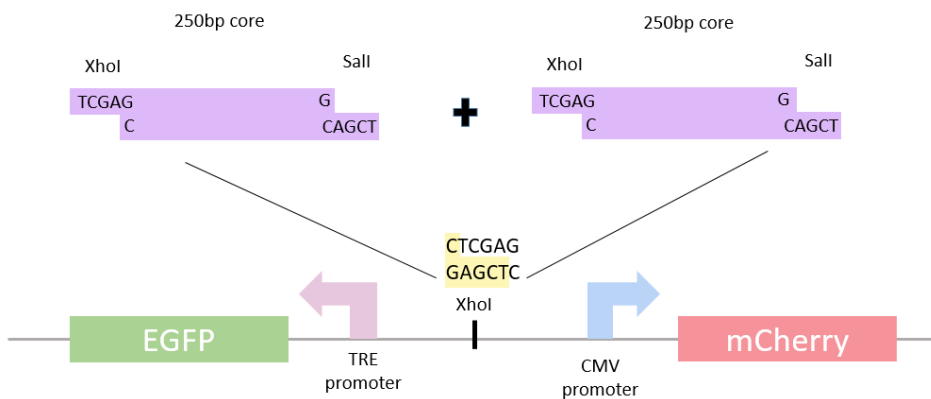 250bp core
250bp core
XhoI
SalI
XhoI
SalI
TCGAG
G
C
CAGCT
TCGAG
G
C
CAGCT
CTCGAG
GAGCTC
XhoI
EGFP
TRE
promoter
CMV
promoter
mCherry